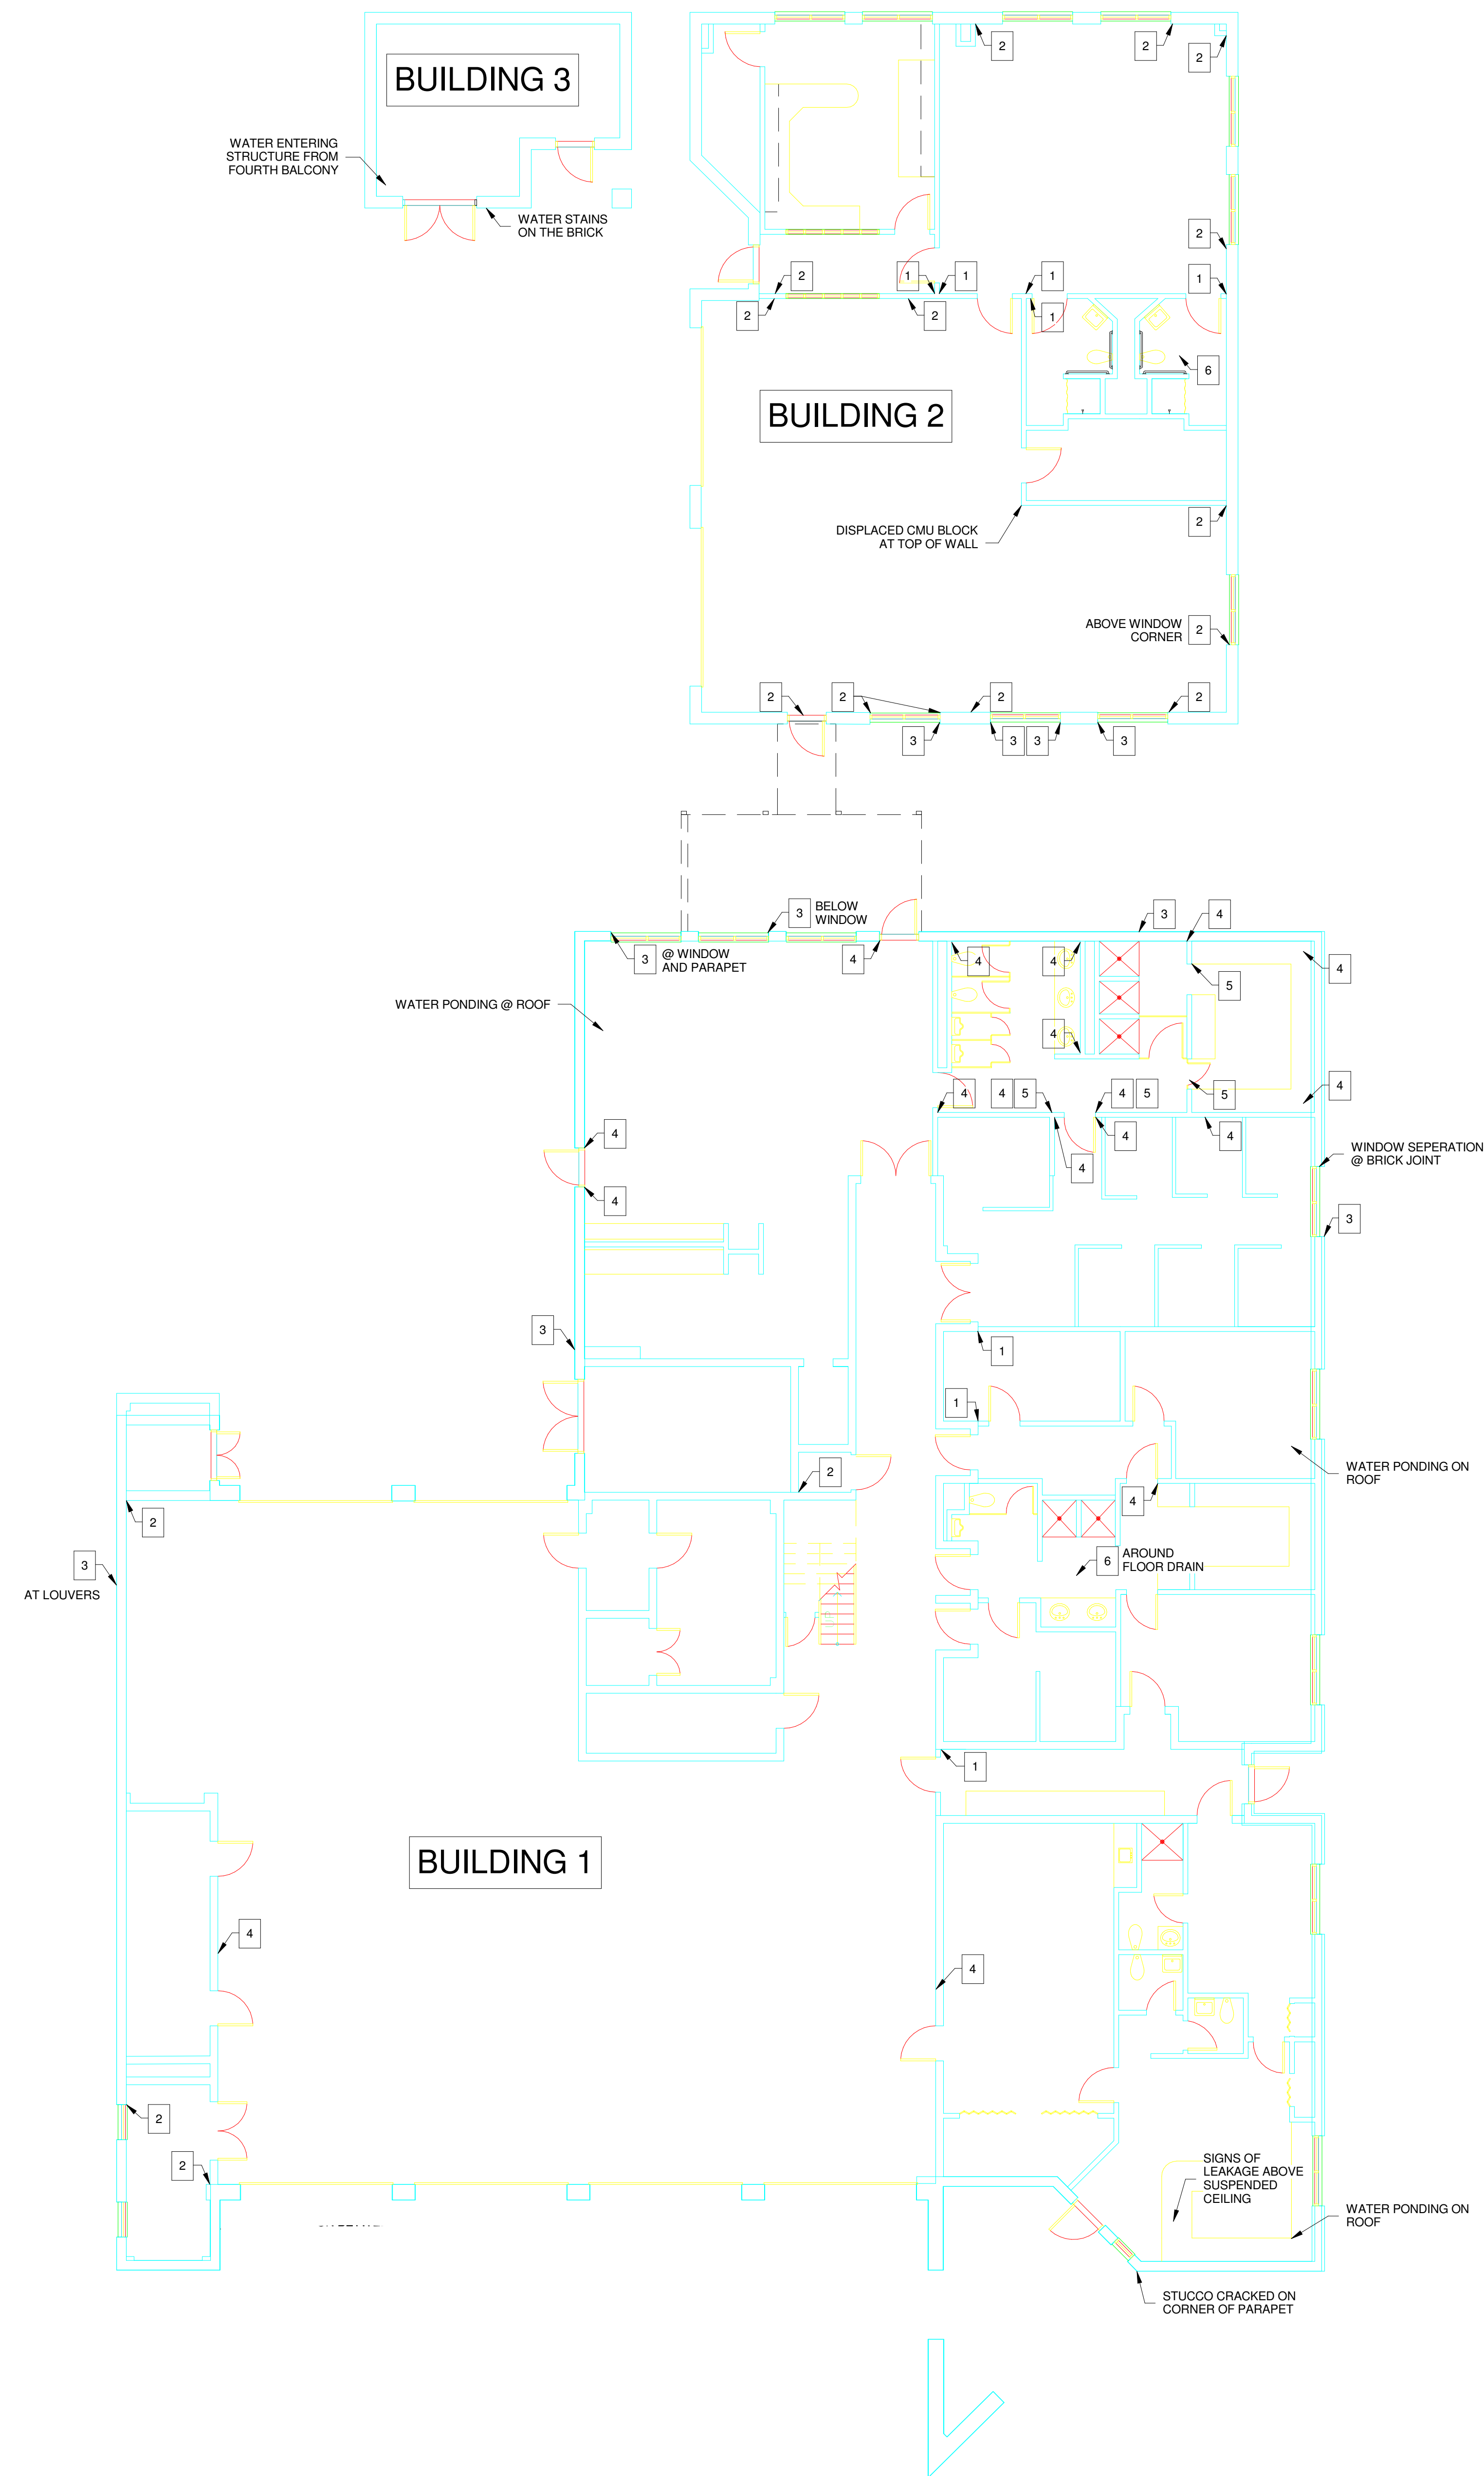 2
2
2
BUILDING 3
WATER ENTERING
STRUCTURE FROM
FOURTH BALCONY
WATER STAINS
ON THE BRICK
2
2
1
1
1
1
2
2
1
6
BUILDING 2
DISPLACED CMU BLOCK
AT TOP OF WALL
2
ABOVE WINDOW
CORNER
2
2
2
2
2
3
3
3
3
3
BELOW
WINDOW
3
4
3
@ WINDOW
AND PARAPET
4
4
4
4
5
WATER PONDING @ ROOF
4
4
4
4
5
4
5
5
4
4
4
4
4
WINDOW SEPERATION
@ BRICK JOINT
4
3
3
1
1
2
WATER PONDING ON
ROOF
4
2
3
AT LOUVERS
6
AROUND
FLOOR DRAIN
1
BUILDING 1
4
4
2
2
SIGNS OF
LEAKAGE ABOVE
SUSPENDED
CEILING
WATER PONDING ON
ROOF
STUCCO CRACKED ON
CORNER OF PARAPET